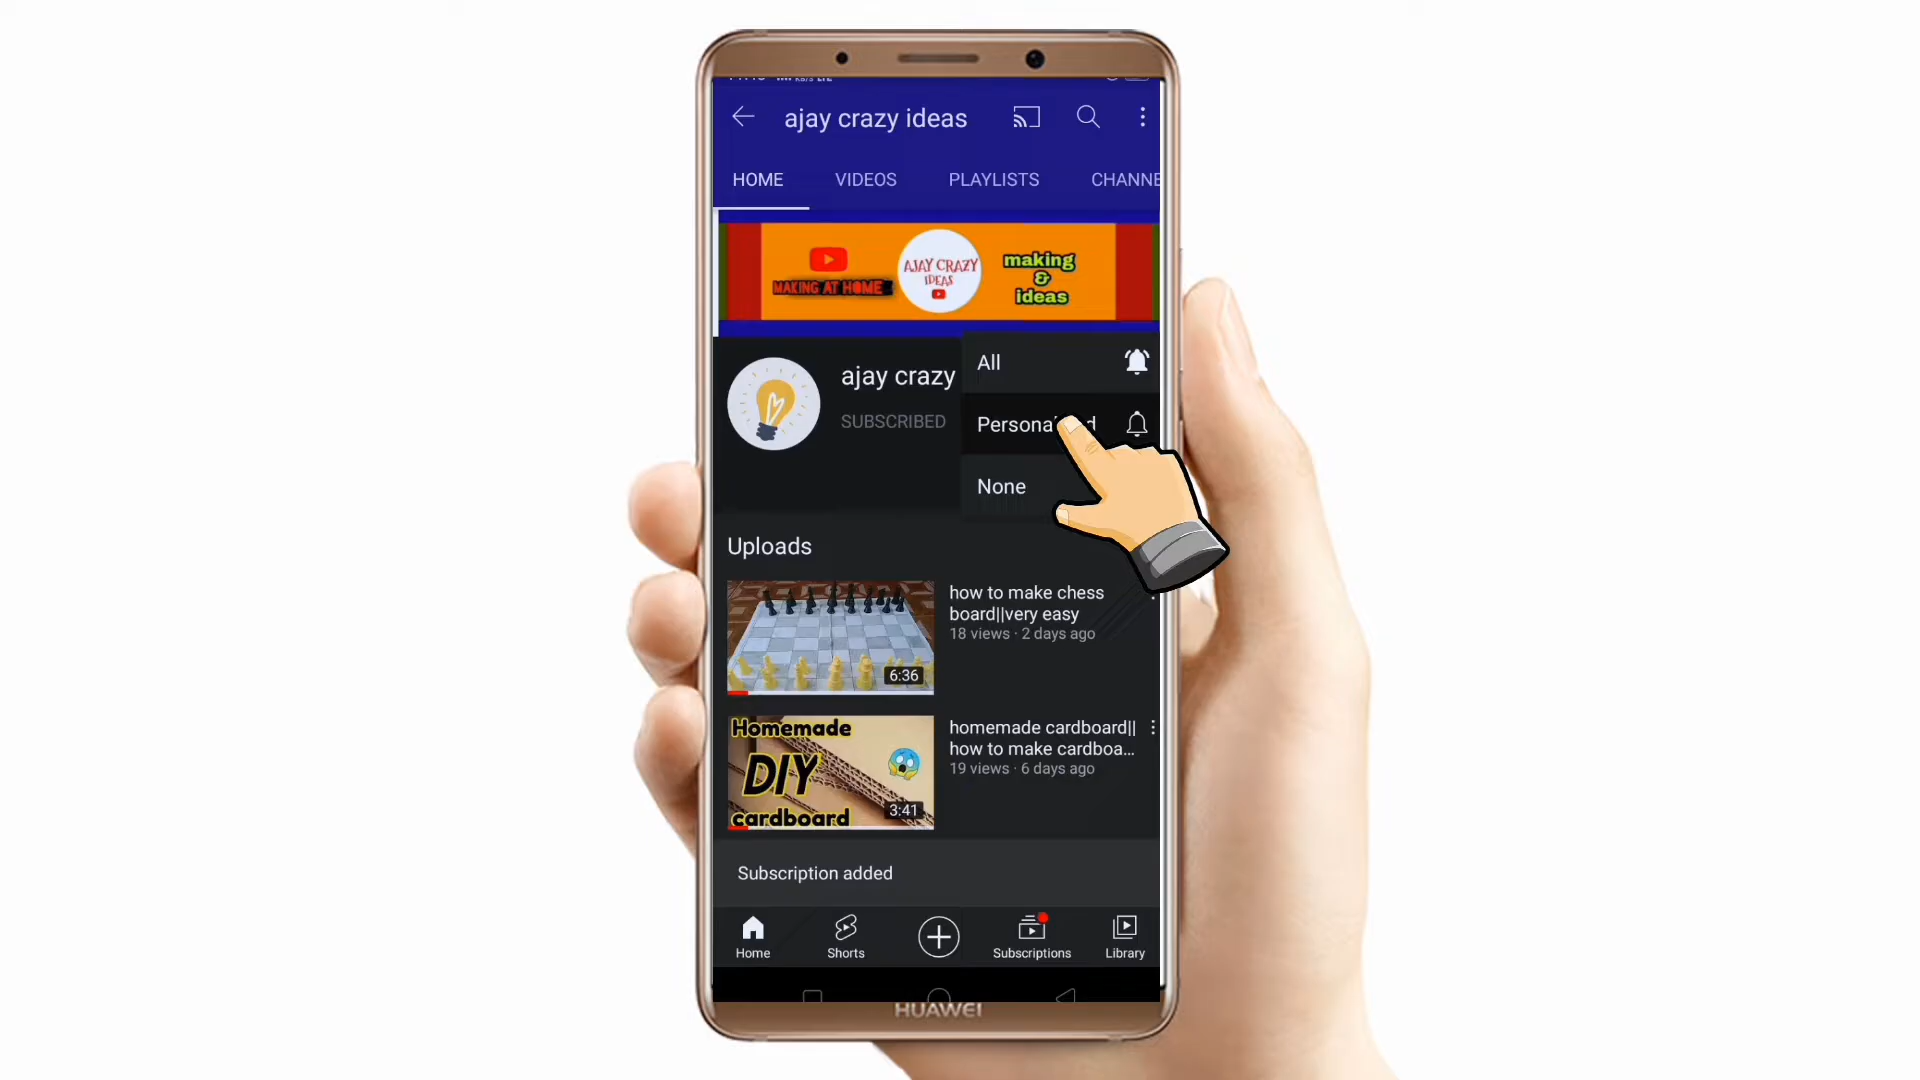 ajay crazy ideas
HOME VIDEOS PLAYLISTS CHANNE
MAKING AT HOME
AJAY CRAZY
IDEAS
making
&
ideas
ajay crazy
SUBSCRIBED
All
None
Uploads
how to make chess
board||very easy
18 views · 2 days ago
6:36
Homemade
DIY
cardboard
3:41
homemade cardboard||
how to make cardboa...
19 views · 6 days ago
Subscription added
Home Shorts Subscriptions Library
HUAWEI